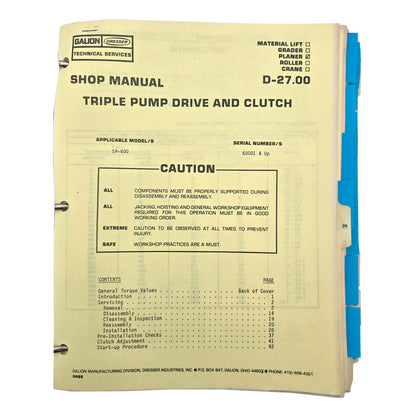 GALION DRESSER
TECHNICAL SERVICES
MATERIAL LIFT ☐
GRADER ☐
PLANER ☑
ROLLER ☐
CRANE ☐
SHOP MANUAL D-27.00
TRIPLE PUMP DRIVE AND CLUTCH
APPLICABLE MODEL/S SERIAL NUMBER/S
SP-600 60001 & Up
CAUTION
ALL COMPONENTS MUST BE PROPERLY SUPPORTED DURING
DISASSEMBLY AND REASSEMBLY.
ALL JACKING, HOISTING AND GENERAL WORKSHOP EQUIPMENT
REQUIRED FOR THIS OPERATION MUST BE IN GOOD
WORKING ORDER.
EXTREME CAUTION TO BE OBSERVED AT ALL TIMES TO PREVENT
INJURY.
SAFE WORKSHOP PRACTICES ARE A MUST.
CONTENTS PAGE
General Torque Values . . . . . . . . . . Back of Cover
Introduction . . . . . . . . . . 1
Servicing . . . . . . . . . . 2
Removal . . . . . . . . . . 2
Disassembly . . . . . . . . . . 14
Cleaning & Inspection . . . . . . . . . . 19
Reassembly . . . . . . . . . . 20
Installation . . . . . . . . . . 26
Pre-Installation Checks . . . . . . . . . . 37
Clutch Adjustment . . . . . . . . . . 41
Start-up Procedure . . . . . . . . . . 42
GALION MANUFACTURING DIVISION, DRESSER INDUSTRIES, INC. • P.O. BOX 647, GALION, OHIO 44833 • PHONE 419/468-4321